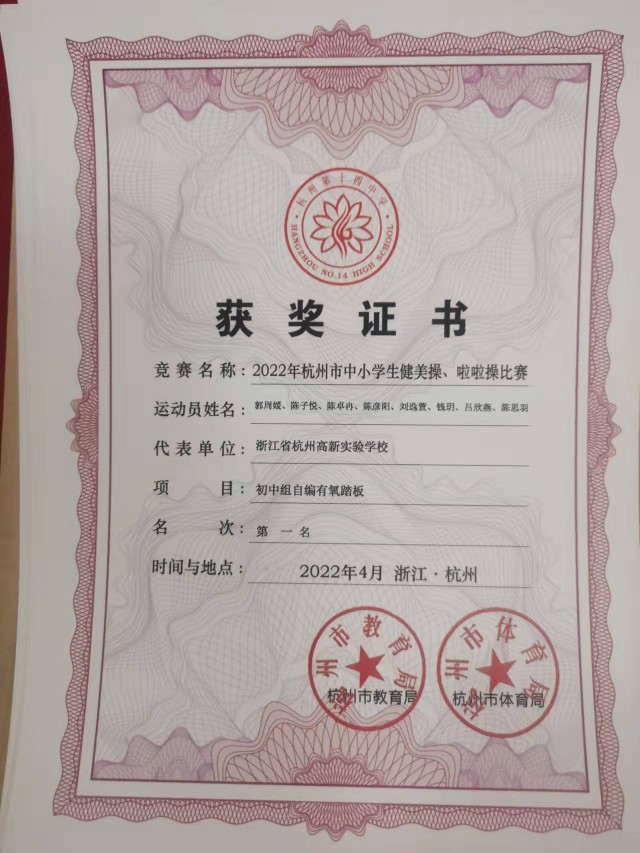 杭州第十四中学
HANGZHOU NO.14 HIGH SCHOOL
获奖证书
竞赛名称：2022年杭州市中小学生健美操、啦啦操比赛
运动员姓名：郭周媛、陈子悦、陈卓冉、陈彦阳、刘逸萱、钱玥、吕欣燕、陈思羽
代表单位：浙江省杭州高新实验学校
项目：初中组自编有氧踏板
名次：第一名
时间与地点：2022年4月 浙江·杭州
杭州市教育局
杭州市体育局
杭州市教育局
杭州市体育局